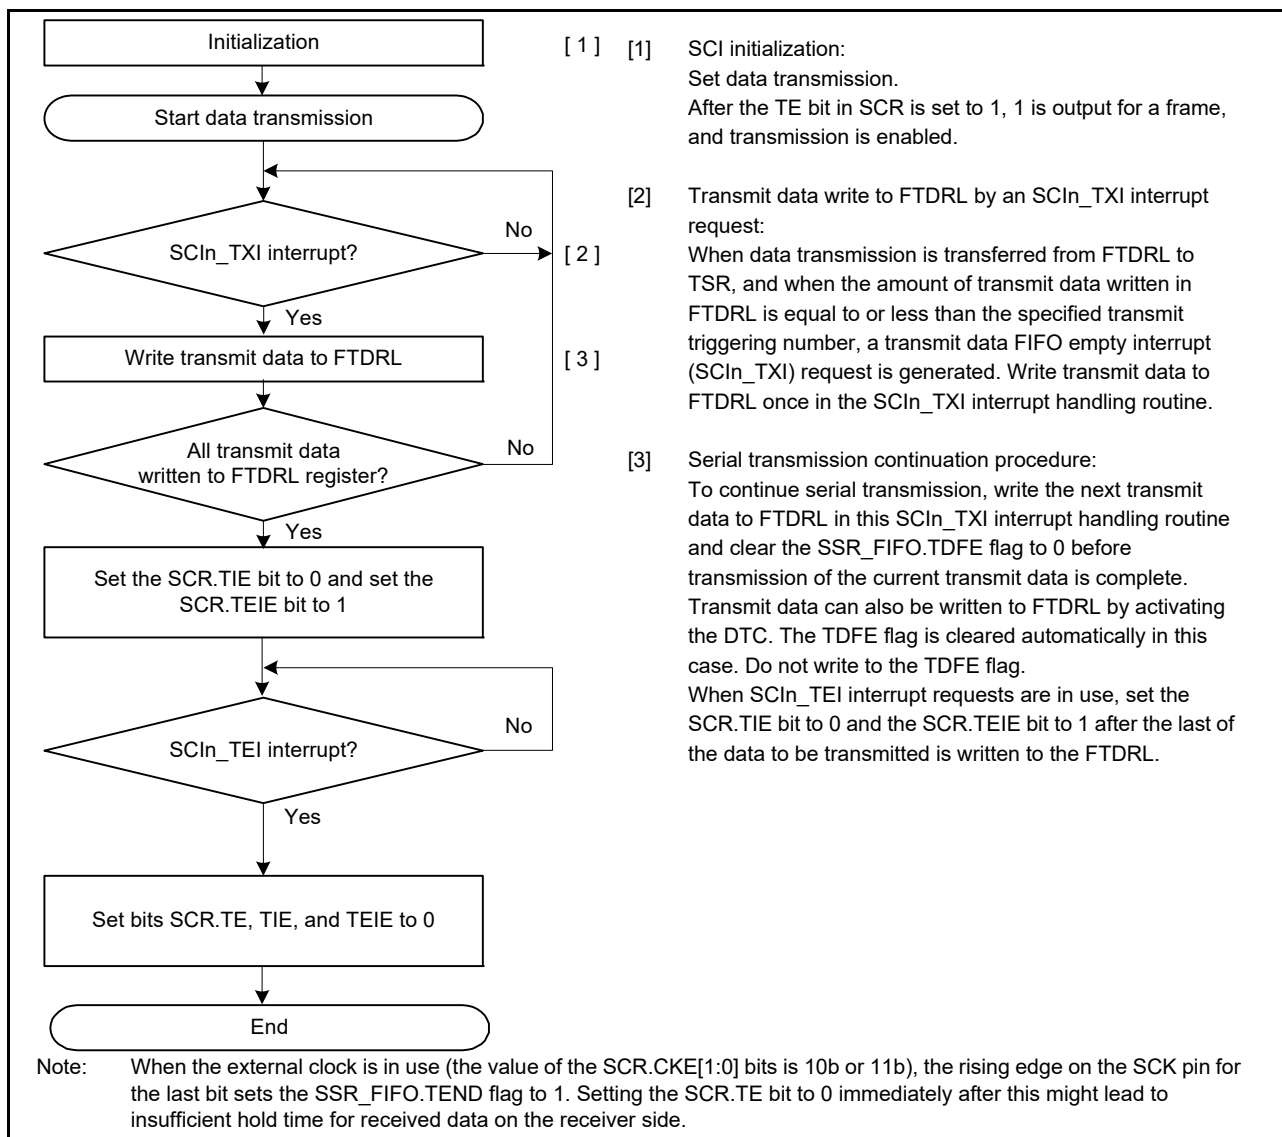 Initialization
[ 1 ]
Start data transmission
SCIn_TXI interrupt?
No
[ 2 ]
Yes
Write transmit data to FTDRL
[ 3 ]
All transmit data
written to FTDRL register?
No
Yes
Set the SCR.TIE bit to 0 and set the
SCR.TEIE bit to 1
SCIn_TEI interrupt?
No
Yes
Set bits SCR.TE, TIE, and TEIE to 0
End
[1] SCI initialization:
Set data transmission.
After the TE bit in SCR is set to 1, 1 is output for a frame,
and transmission is enabled.
[2] Transmit data write to FTDRL by an SCIn_TXI interrupt
request:
When data transmission is transferred from FTDRL to
TSR, and when the amount of transmit data written in
FTDRL is equal to or less than the specified transmit
triggering number, a transmit data FIFO empty interrupt
(SCIn_TXI) request is generated. Write transmit data to
FTDRL once in the SCIn_TXI interrupt handling routine.
[3] Serial transmission continuation procedure:
To continue serial transmission, write the next transmit
data to FTDRL in this SCIn_TXI interrupt handling routine
and clear the SSR_FIFO.TDFE flag to 0 before
transmission of the current transmit data is complete.
Transmit data can also be written to FTDRL by activating
the DTC. The TDFE flag is cleared automatically in this
case. Do not write to the TDFE flag.
When SCIn_TEI interrupt requests are in use, set the
SCR.TIE bit to 0 and the SCR.TEIE bit to 1 after the last of
the data to be transmitted is written to the FTDRL.
Note: When the external clock is in use (the value of the SCR.CKE[1:0] bits is 10b or 11b), the rising edge on the SCK pin for
the last bit sets the SSR_FIFO.TEND flag to 1. Setting the SCR.TE bit to 0 immediately after this might lead to
insufficient hold time for received data on the receiver side.